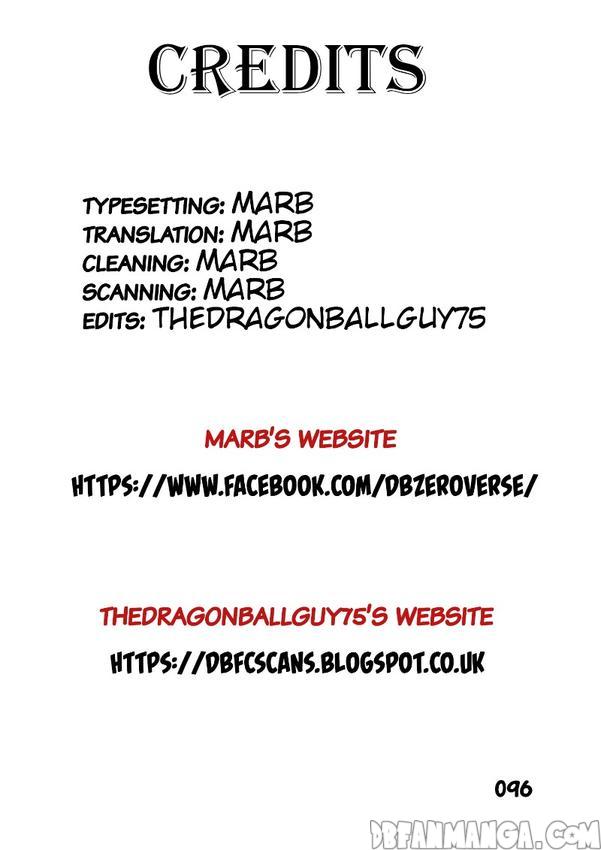 CREDITS
TYPESETTING: MARB
TRANSLATION: MARB
CLEANING: MARB
SCANNING: MARB
EDITS: THEDRAGONBALLGUY75
MARB'S WEBSITE
HTTPS://WWW.FACEBOOK.COM/DBZEROVERSE/
THEDRAGONBALLGUY75'S WEBSITE
HTTPS://DBFCSCANS.BLOGSPOT.CO.UK
096
DBFANMANGA.COM